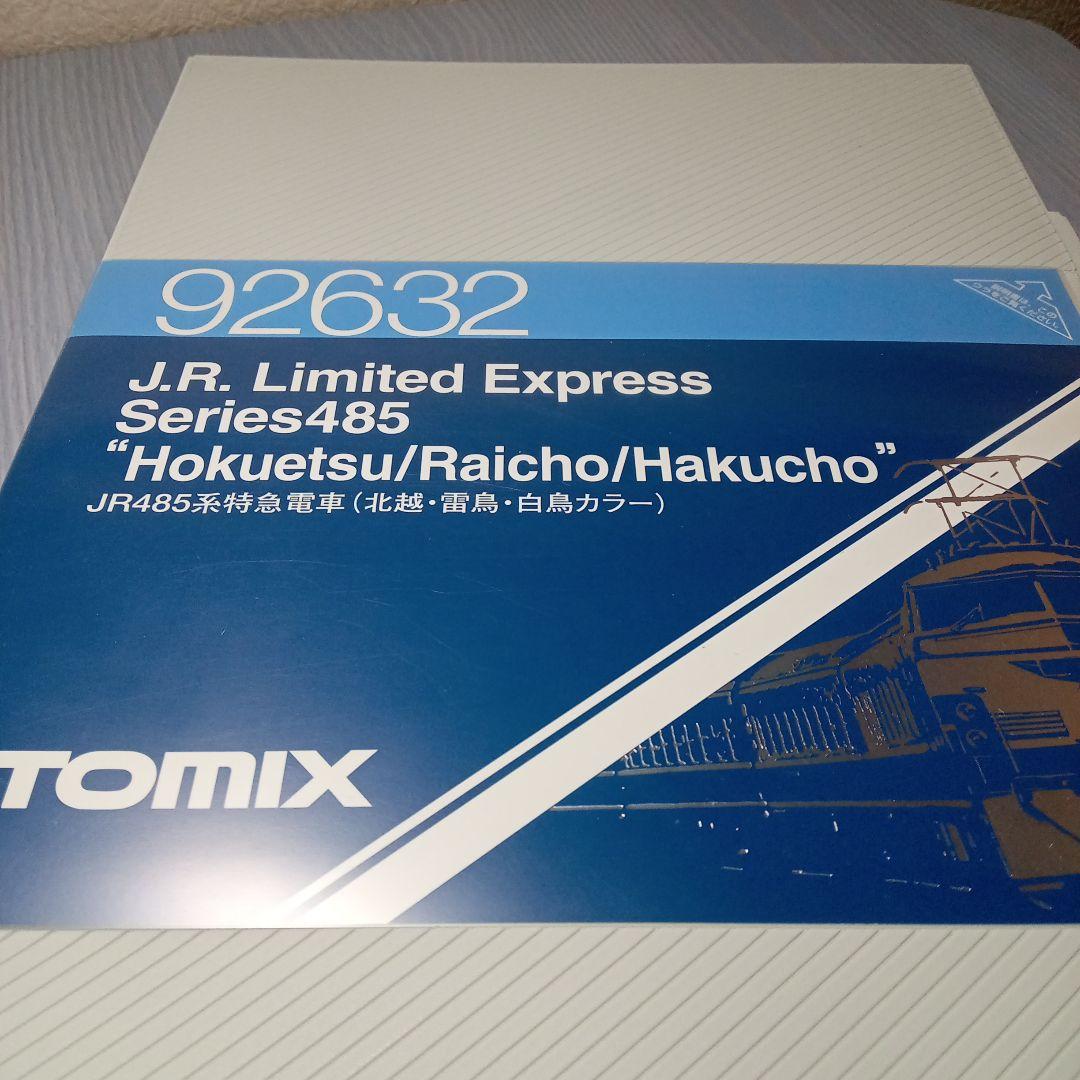 92632
J.R. Limited Express
Series485
“Hokuetsu/Raicho/Hakucho”
JR485系特急電車(北越・雷鳥・白鳥カラー)
TOMIX